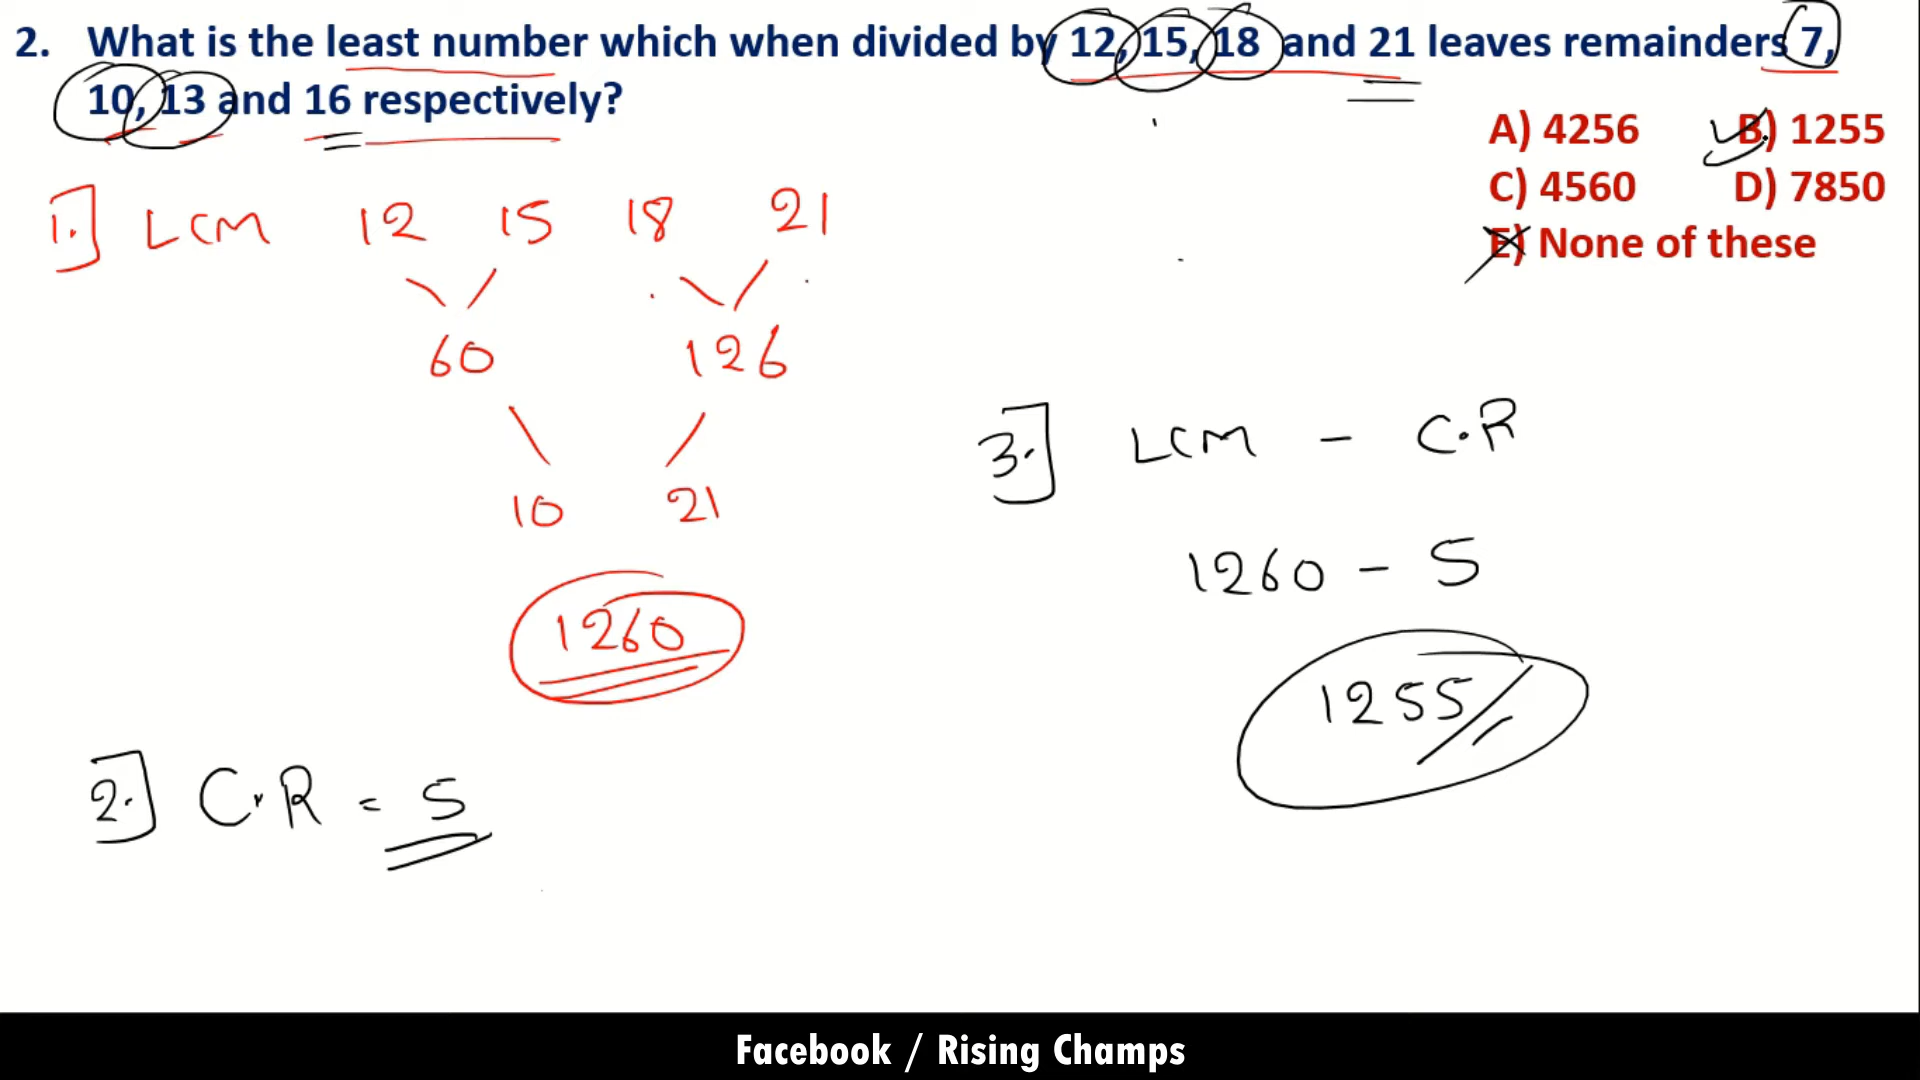 2. What is the least number which when divided by 12, 15, 18 and 21 leaves remainders 7,
10, 13 and 16 respectively?
A) 4256 B) 1255
C) 4560 D) 7850
E) None of these
1.] LCM 12 15 18 21
60 126
10 21
1260
2.] C.R = 5
3.] LCM - C.R
1260 - 5
1255
Facebook / Rising Champs